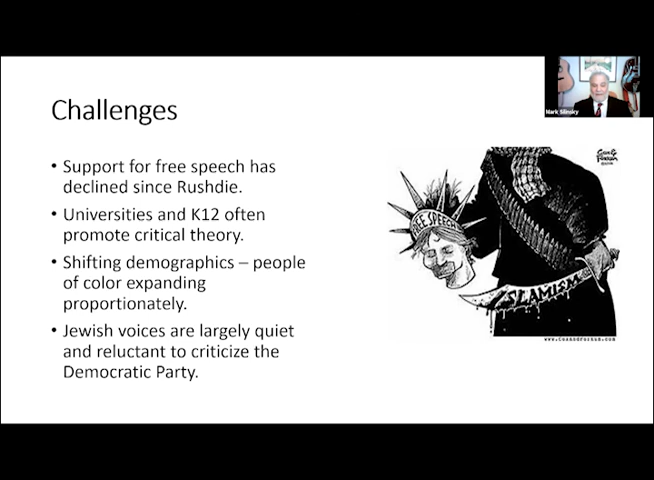 Challenges
• Support for free speech has
declined since Rushdie.
• Universities and K12 often
promote critical theory.
• Shifting demographics – people
of color expanding
proportionately.
• Jewish voices are largely quiet
and reluctant to criticize the
Democratic Party.
Mark Silinsky
FREE SPEECH
ISLAMISM
www.CoxandForkum.com